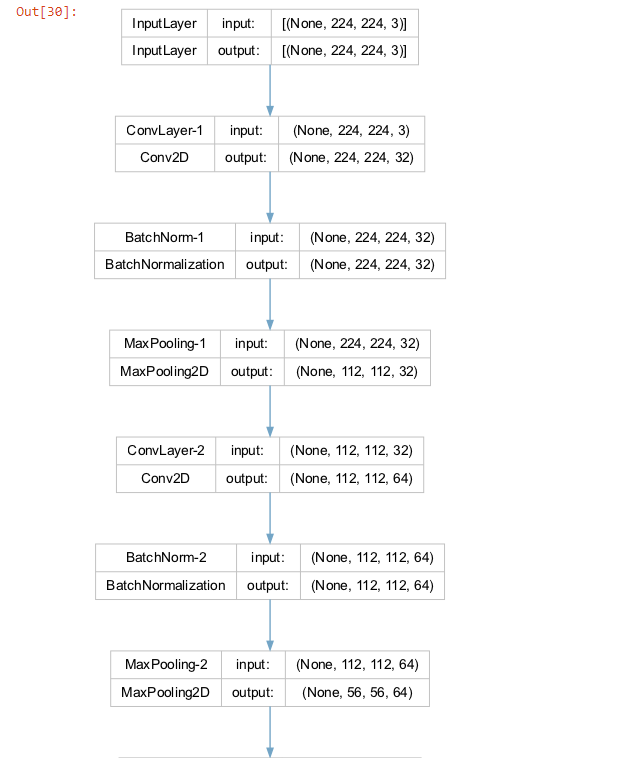 Out[30]:
InputLayer input: [(None, 224, 224, 3)]
InputLayer output: [(None, 224, 224, 3)]
ConvLayer-1 input: (None, 224, 224, 3)
Conv2D output: (None, 224, 224, 32)
BatchNorm-1 input: (None, 224, 224, 32)
BatchNormalization output: (None, 224, 224, 32)
MaxPooling-1 input: (None, 224, 224, 32)
MaxPooling2D output: (None, 112, 112, 32)
ConvLayer-2 input: (None, 112, 112, 32)
Conv2D output: (None, 112, 112, 64)
BatchNorm-2 input: (None, 112, 112, 64)
BatchNormalization output: (None, 112, 112, 64)
MaxPooling-2 input: (None, 112, 112, 64)
MaxPooling2D output: (None, 56, 56, 64)